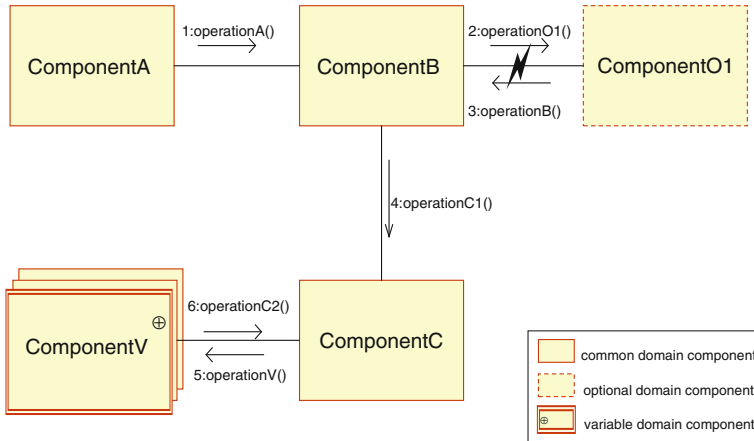 1:operationA()
2:operationO1()
ComponentA
ComponentB
ComponentO1
3:operationB()
4:operationC1()
6:operationC2()
ComponentV
ComponentC
5:operationV()
common domain component
optional domain component
variable domain component